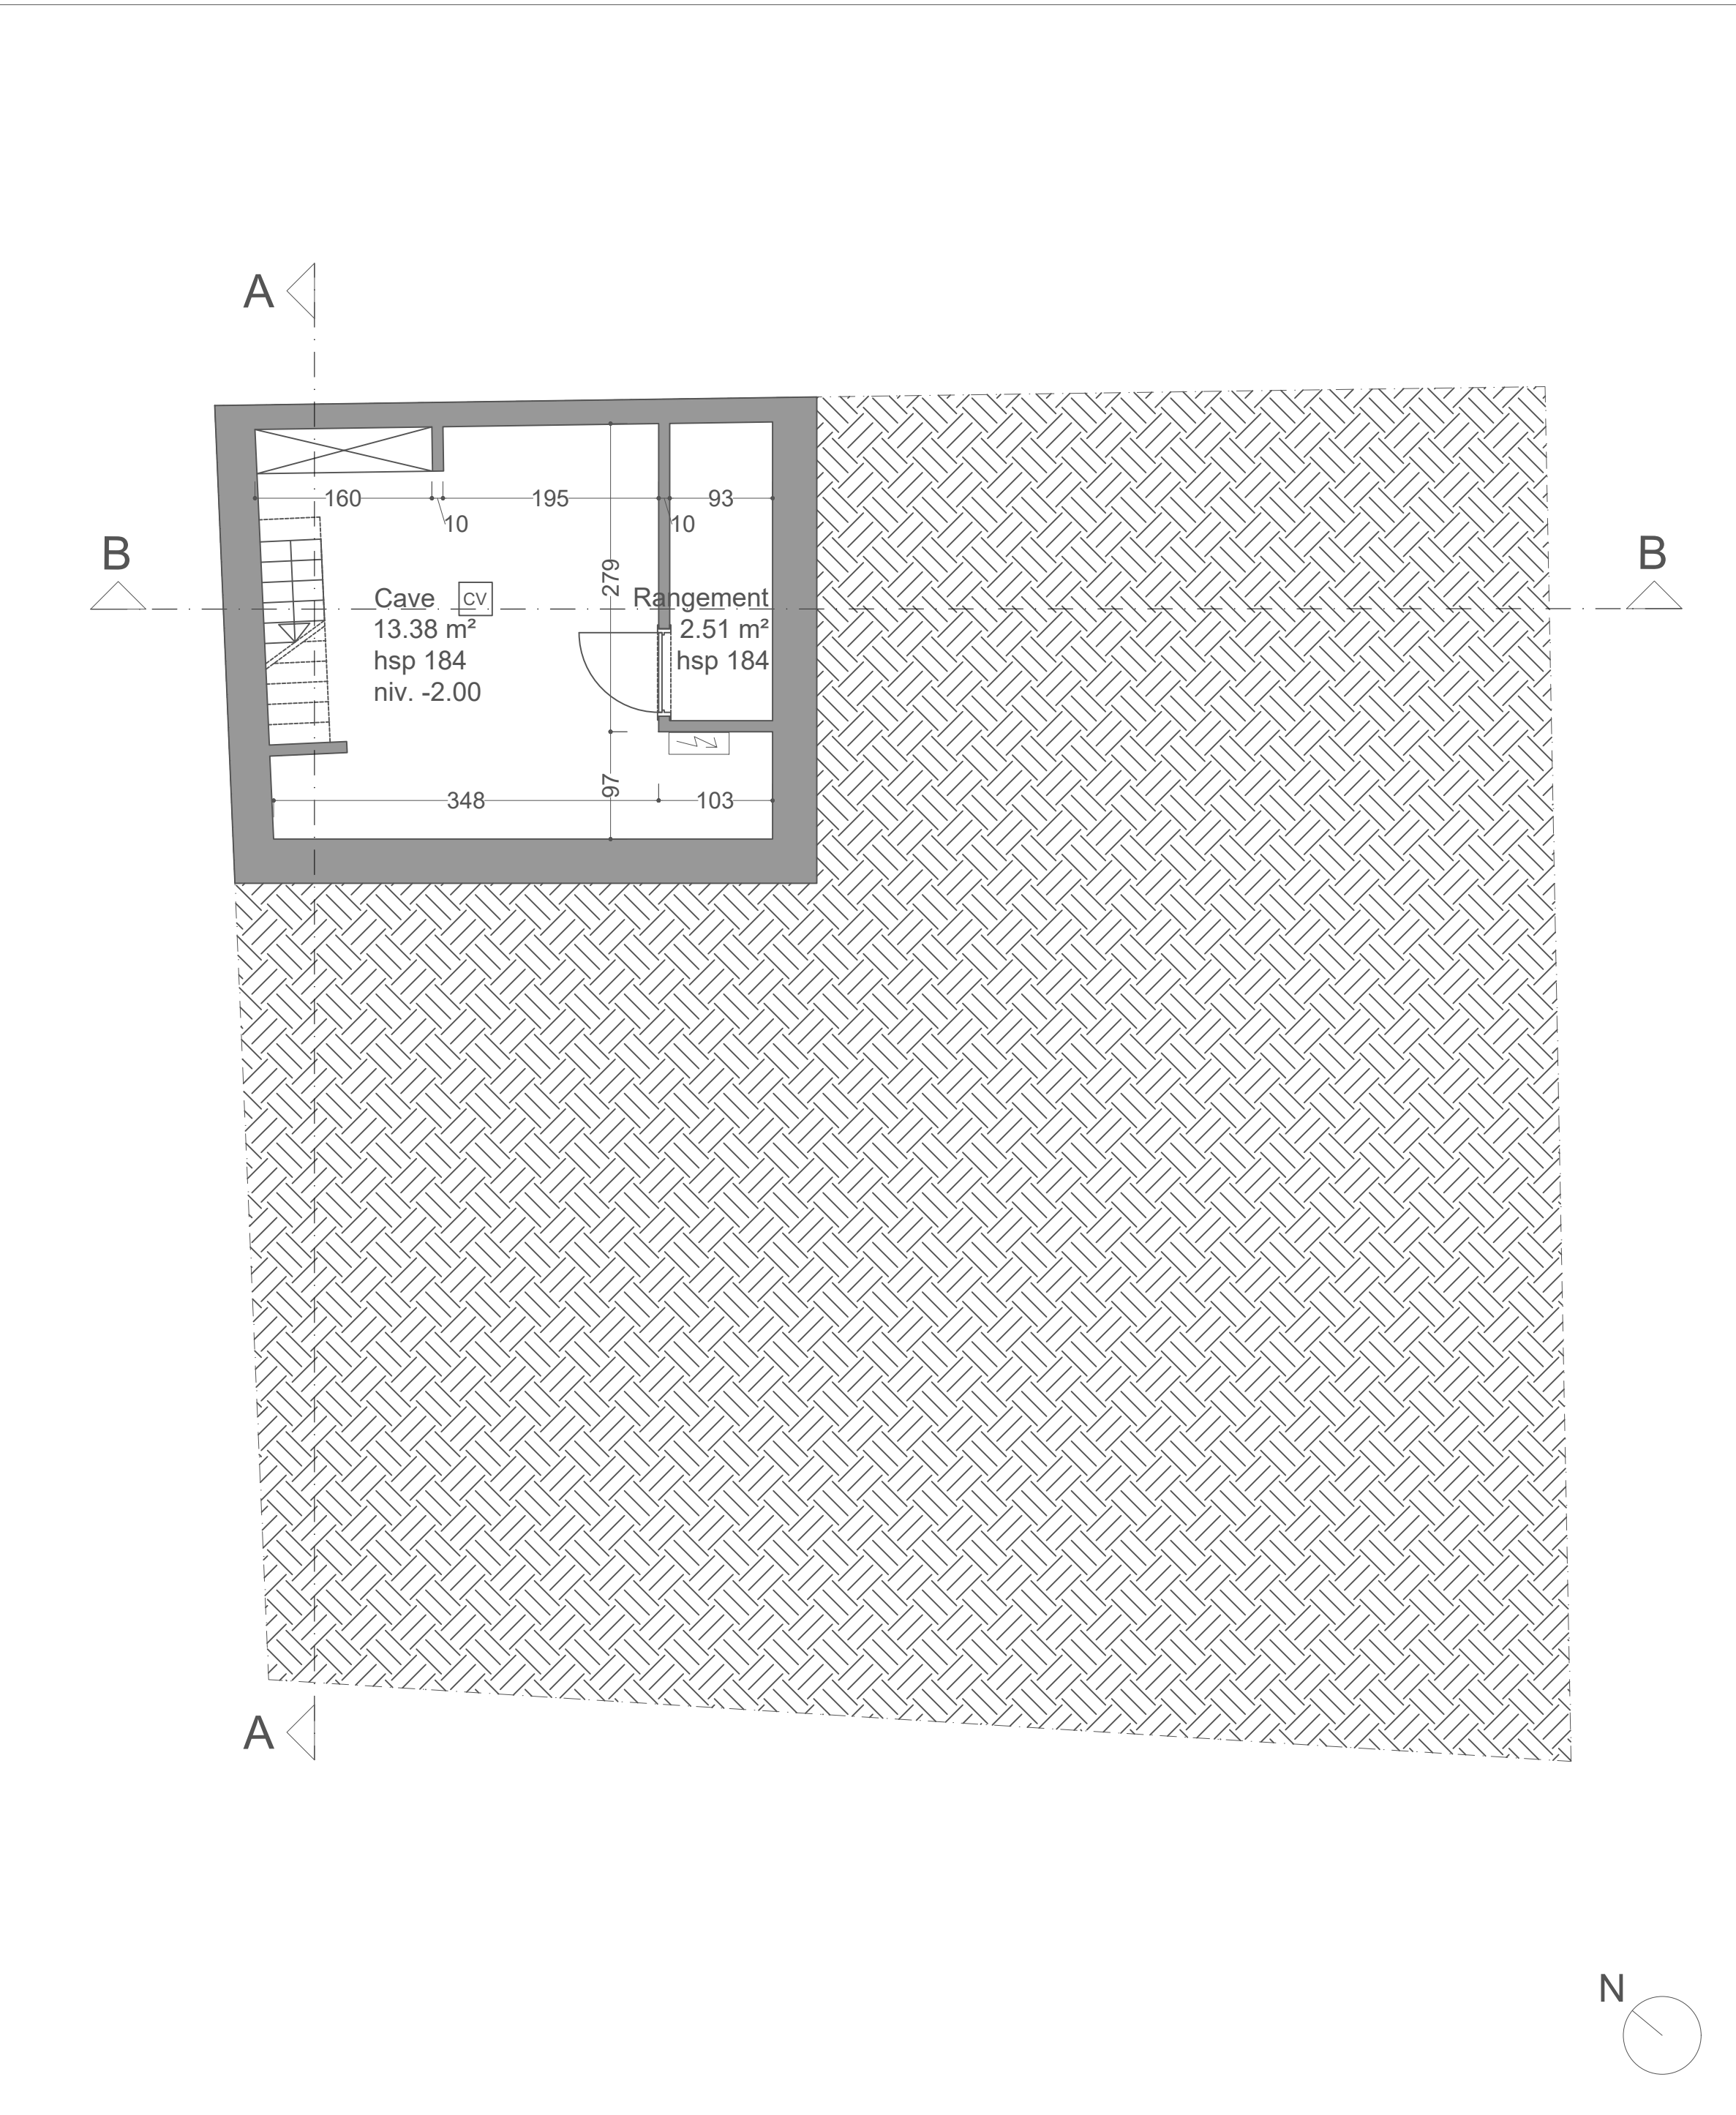 A
160
195
93
10
10
B
B
279
Cave
CV
13.38 m²
hsp 184
niv. -2.00
Rangement
2.51 m²
hsp 184
97
348
103
A
N